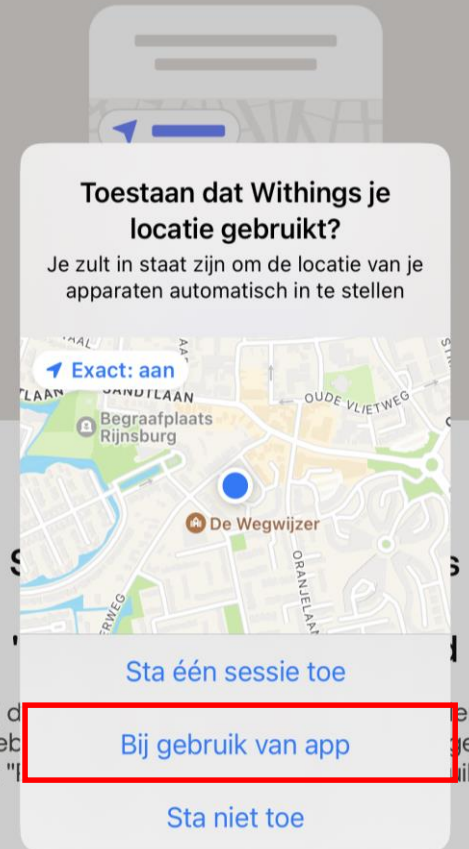 Toestaan dat Withings je
locatie gebruikt?
Je zult in staat zijn om de locatie van je
apparaten automatisch in te stellen
Exact: aan
SANDTLAAN
OUDE VLIETWEG
Begraafplaats
Rijnsburg
De Wegwijzer
ORANJELAAN
Sta één sessie toe
Bij gebruik van app
Sta niet toe